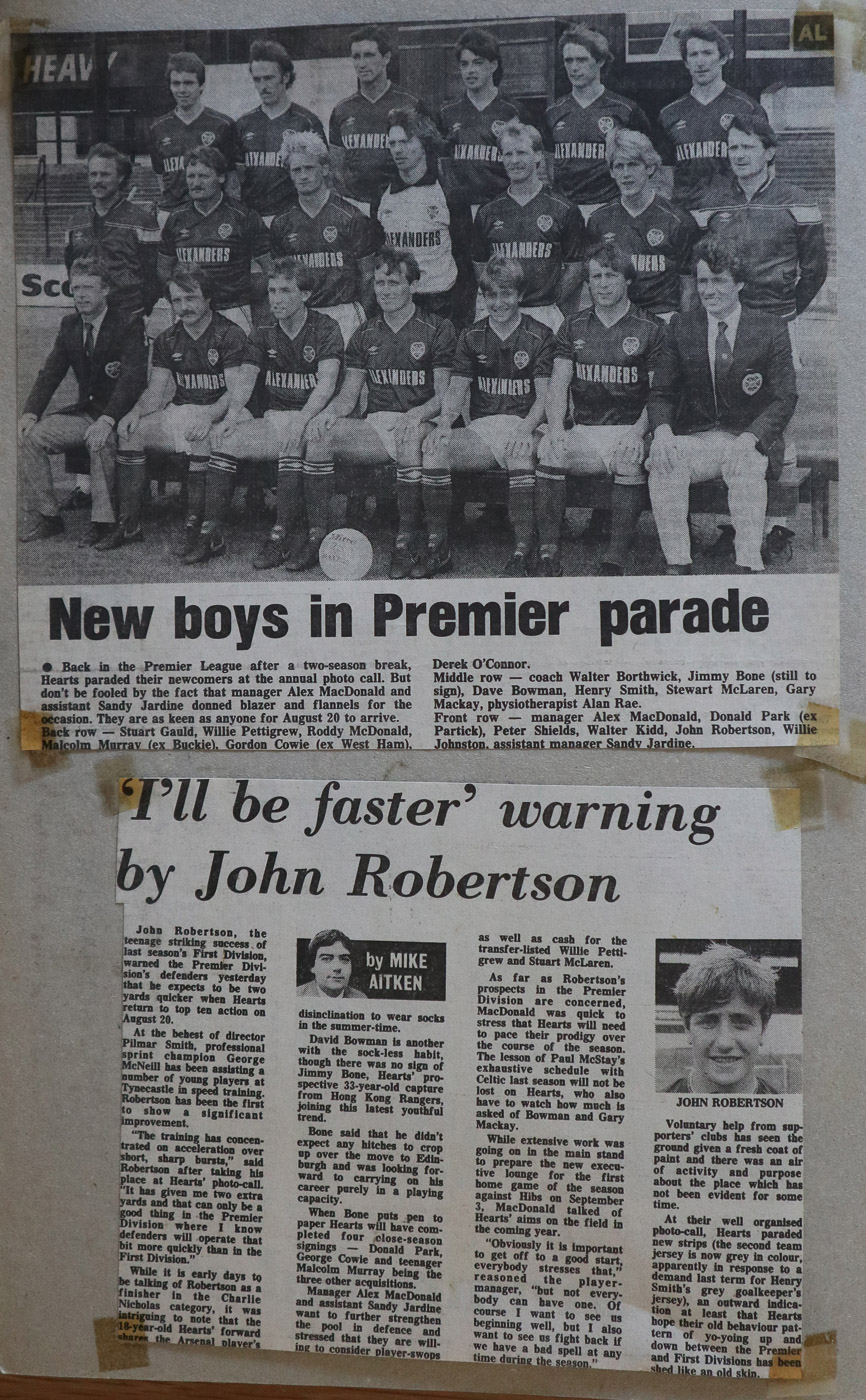 HEAVY
AL
ALEXANDERS
Sco
Mitre
New boys in Premier parade
● Back in the Premier League after a two-season break,
Hearts paraded their newcomers at the annual photo call. But
don't be fooled by the fact that manager Alex MacDonald and
assistant Sandy Jardine donned blazer and flannels for the
occasion. They are as keen as anyone for August 20 to arrive.
Back row — Stuart Gauld, Willie Pettigrew, Roddy McDonald,
Malcolm Murray (ex Buckie), Gordon Cowie (ex West Ham),
Derek O'Connor.
Middle row — coach Walter Borthwick, Jimmy Bone (still to
sign), Dave Bowman, Henry Smith, Stewart McLaren, Gary
Mackay, physiotherapist Alan Rae.
Front row — manager Alex MacDonald, Donald Park (ex
Partick), Peter Shields, Walter Kidd, John Robertson, Willie
Johnston, assistant manager Sandy Jardine.
'I'll be faster' warning
by John Robertson
John Robertson, the
teenage striking success of
last season's First Division,
warned the Premier Divi-
sion's defenders yesterday
that he expects to be two
yards quicker when Hearts
return to top ten action on
August 20.
At the behest of director
Pilmar Smith, professional
sprint champion George
McNeill has been assisting a
number of young players at
Tynecastle in speed training.
Robertson has been the first
to show a significant
improvement.
"The training has concen-
trated on acceleration over
short, sharp bursts," said
Robertson after taking his
place at Hearts' photo-call.
"It has given me two extra
yards and that can only be a
good thing in the Premier
Division where I know
defenders will operate that
bit more quickly than in the
First Division."
While it is early days to
be talking of Robertson as a
finisher in the Charlie
Nicholas category, it was
intriguing to note that the
18-year-old Hearts' forward
shares the Arsenal player's
by MIKE
AITKEN
disinclination to wear socks
in the summer-time.
David Bowman is another
with the sock-less habit,
though there was no sign of
Jimmy Bone, Hearts' pro-
spective 33-year-old capture
from Hong Kong Rangers,
joining this latest youthful
trend.
Bone said that he didn't
expect any hitches to crop
up over the move to Edin-
burgh and was looking for-
ward to carrying on his
career purely in a playing
capacity.
When Bone puts pen to
paper Hearts will have com-
pleted four close-season
signings — Donald Park,
George Cowie and teenager
Malcolm Murray being the
three other acquisitions.
Manager Alex MacDonald
and assistant Sandy Jardine
want to further strengthen
the pool in defence and
stressed that they are will-
ing to consider player-swops
as well as cash for the
transfer-listed Willie Petti-
grew and Stuart McLaren.
As far as Robertson's
prospects in the Premier
Division are concerned,
MacDonald was quick to
stress that Hearts will need
to pace their prodigy over
the course of the season.
The lesson of Paul McStay's
exhaustive schedule with
Celtic last season will not be
lost on Hearts, who also
have to watch how much is
asked of Bowman and Gary
Mackay.
While extensive work was
going on in the main stand
to prepare the new execu-
tive lounge for the first
home game of the season
against Hibs on September
3, MacDonald talked of
Hearts' aims on the field in
the coming year.
"Obviously it is important
to get off to a good start,
everybody stresses that,"
reasoned the player-
manager, "but not every-
body can have one. Of
course I want to see us
beginning well, but I also
want to see us fight back if
we have a bad spell at any
time during the season."
JOHN ROBERTSON
Voluntary help from sup-
porters' clubs has seen the
ground given a fresh coat of
paint and there was an air
of activity and purpose
about the place which has
not been evident for some
time.
At their well organised
photo-call, Hearts paraded
new strips (the second team
jersey is now grey in colour,
apparently in response to a
demand last term for Henry
Smith's grey goalkeeper's
jersey), an outward indica-
tion at least that Hearts
hope their old behaviour pat-
tern of yo-yoing up and
down between the Premier
and First Divisions has been
shed like an old skin.